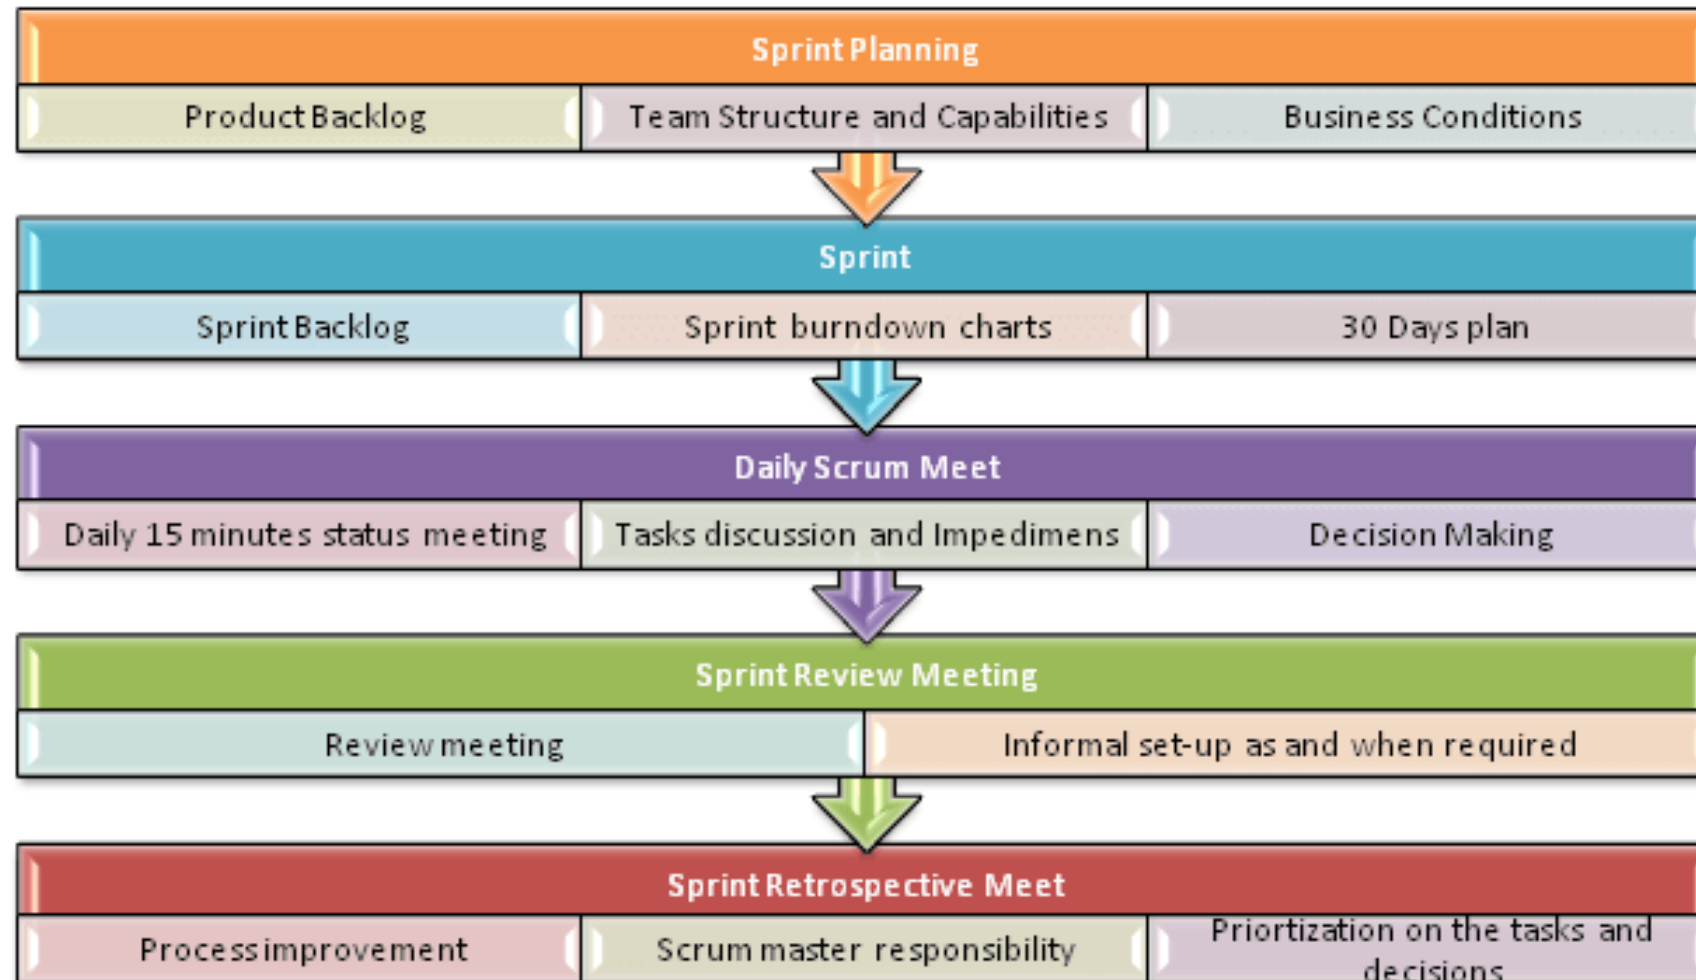 Sprint Planning
Product Backlog
Team Structure and Capabilities
Business Conditions
Sprint
Sprint Backlog
Sprint burndown charts
30 Days plan
Daily Scrum Meet
Daily 15 minutes status meeting
Tasks discussion and Impedimens
Decision Making
Sprint Review Meeting
Review meeting
Informal set-up as and when required
Sprint Retrospective Meet
Process improvement
Scrum master responsibility
Priortization on the tasks and
decisions